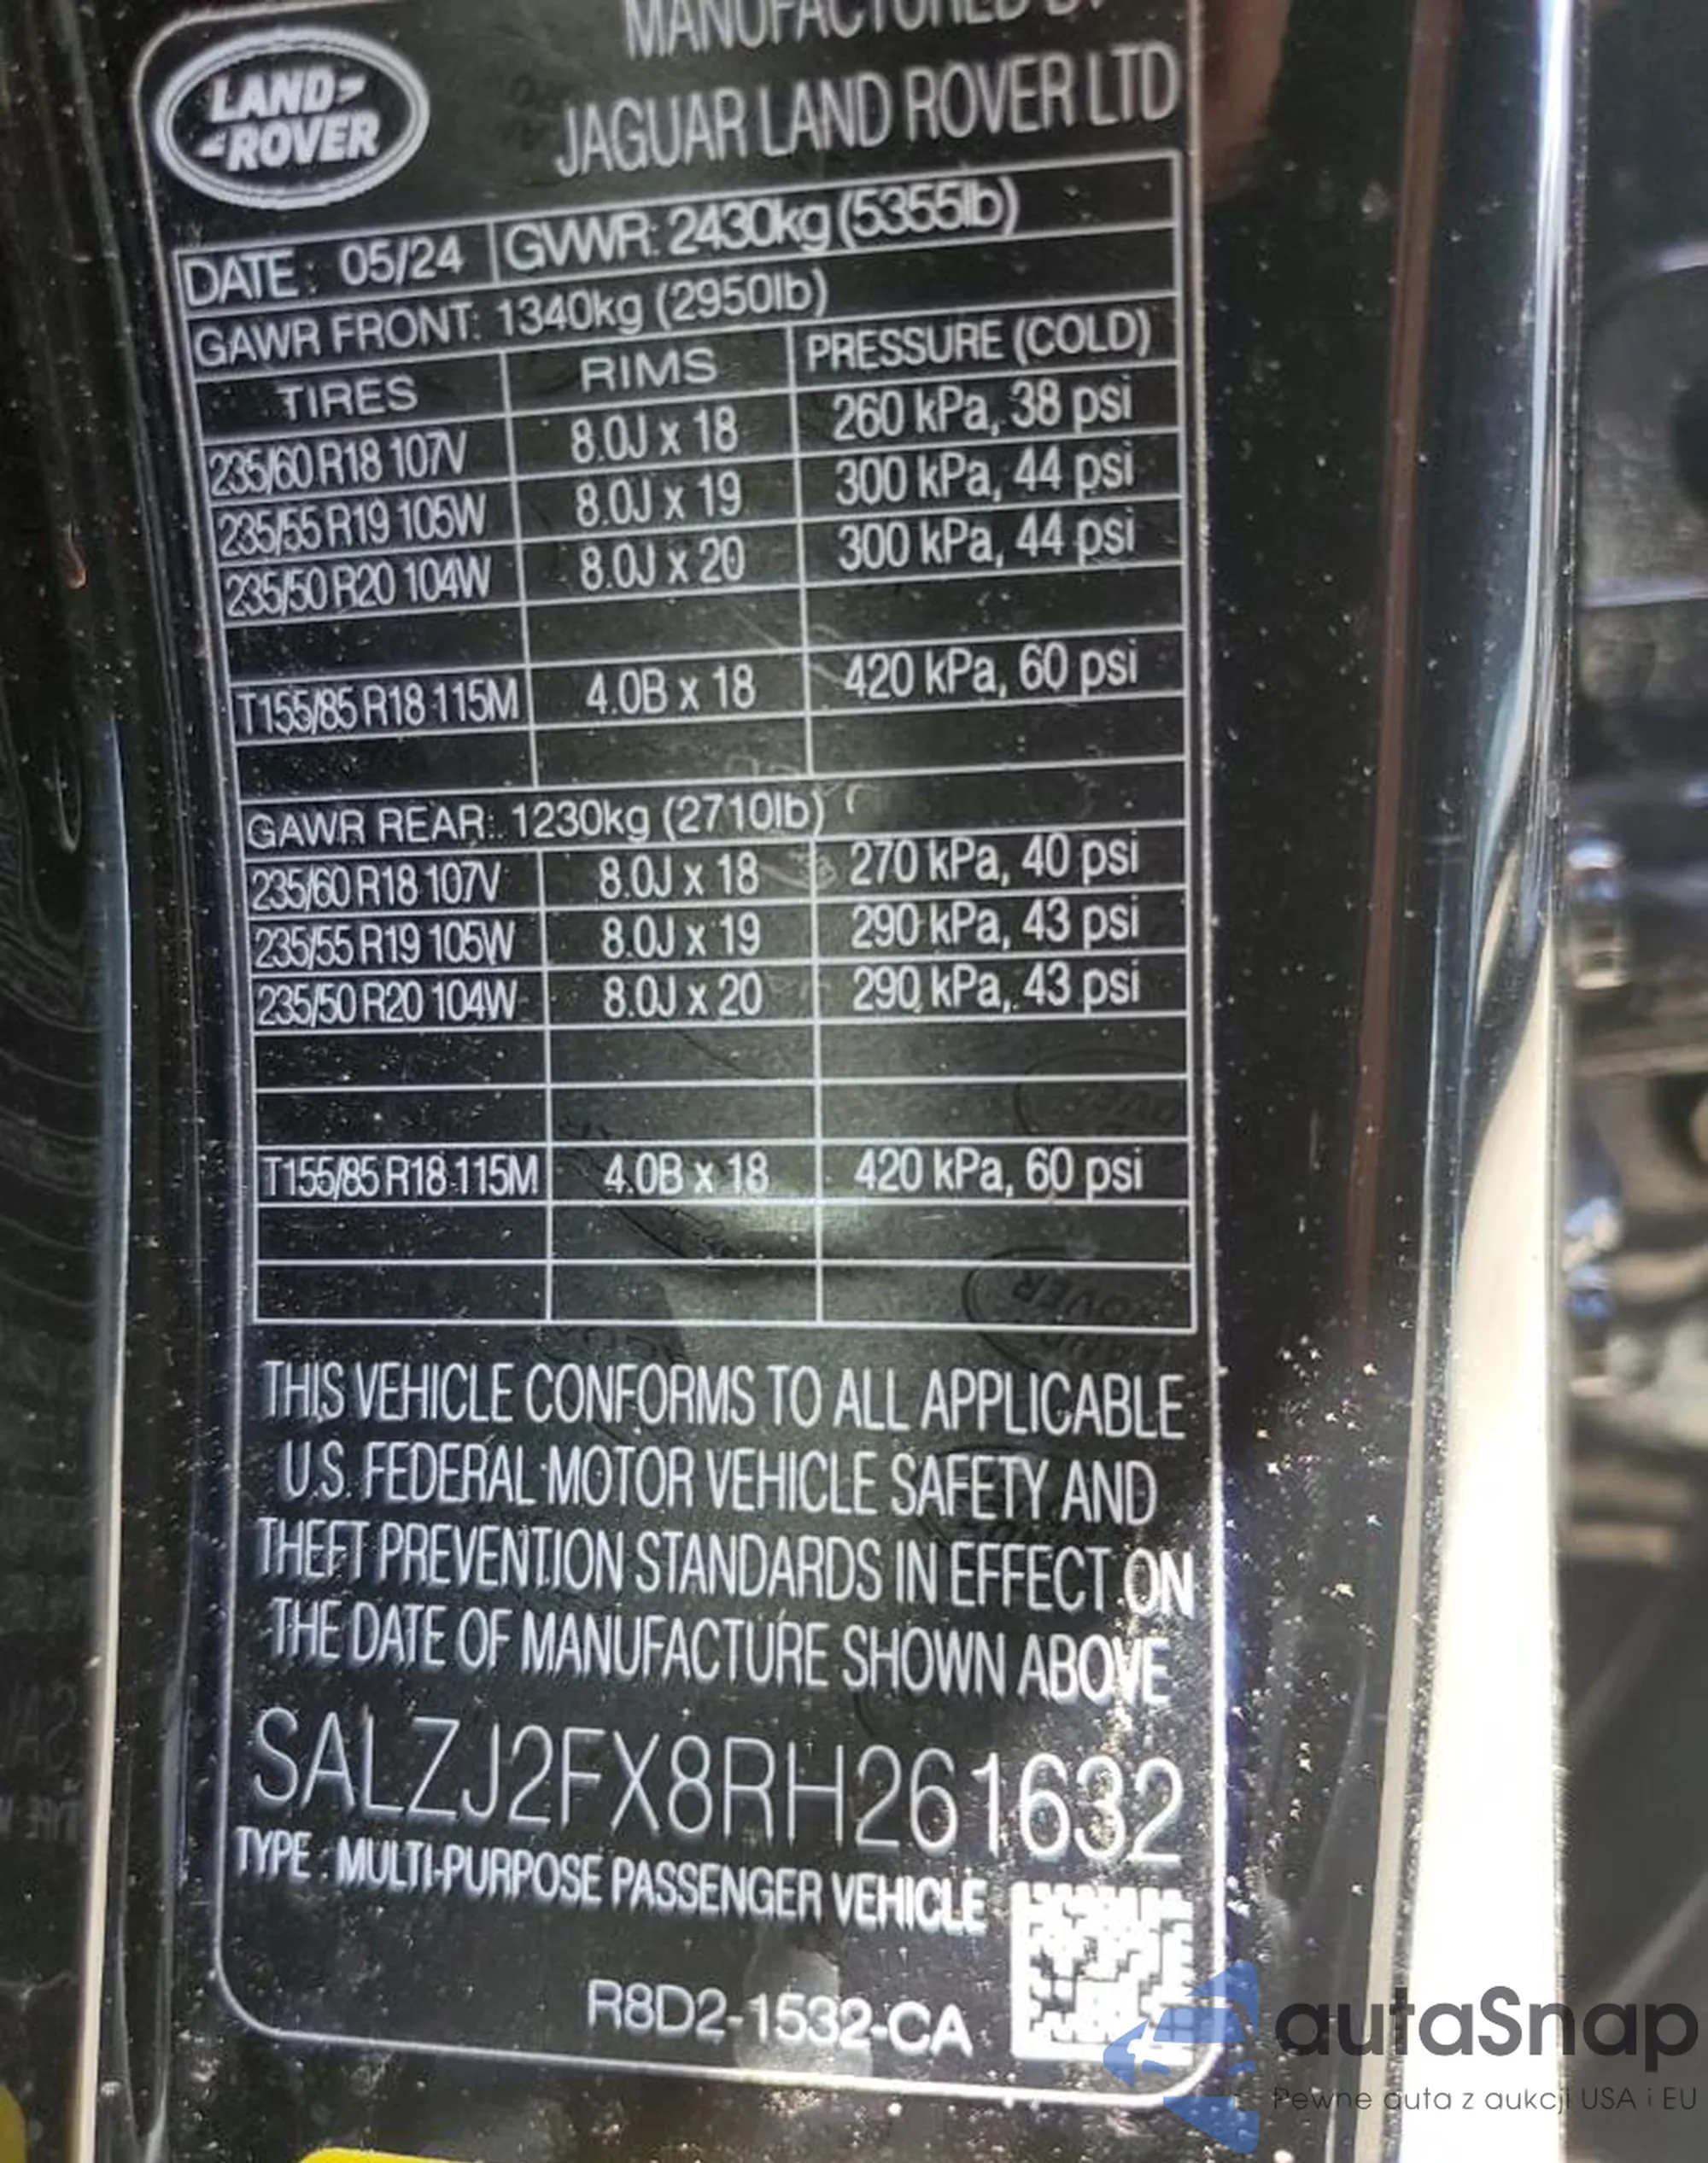 MANUFACTURED BY
LAND-
-ROVER
JAGUAR LAND ROVER LTD
DATE: 05/24 GVWR: 2430kg (5355lb)
GAWR FRONT: 1340kg (2950lb)
TIRES RIMS PRESSURE (COLD)
235/60 R18 107V 8.0J x 18 260 kPa, 38 psi
235/55 R19 105W 8.0J x 19 300 kPa, 44 psi
235/50 R20 104W 8.0J x 20 300 kPa, 44 psi
T155/85 R18 115M 4.0B x 18 420 kPa, 60 psi
GAWR REAR: 1230kg (2710lb)
235/60 R18 107V 8.0J x 18 270 kPa, 40 psi
235/55 R19 105W 8.0J x 19 290 kPa, 43 psi
235/50 R20 104W 8.0J x 20 290 kPa, 43 psi
T155/85 R18 115M 4.0B x 18 420 kPa, 60 psi
THIS VEHICLE CONFORMS TO ALL APPLICABLE
U.S. FEDERAL MOTOR VEHICLE SAFETY AND
THEFT PREVENTION STANDARDS IN EFFECT ON
THE DATE OF MANUFACTURE SHOWN ABOVE
SALZJ2FX8RH261632
TYPE : MULTI-PURPOSE PASSENGER VEHICLE
R8D2-1532-CA
autaSnap
Pewne auta z aukcji USA i EU